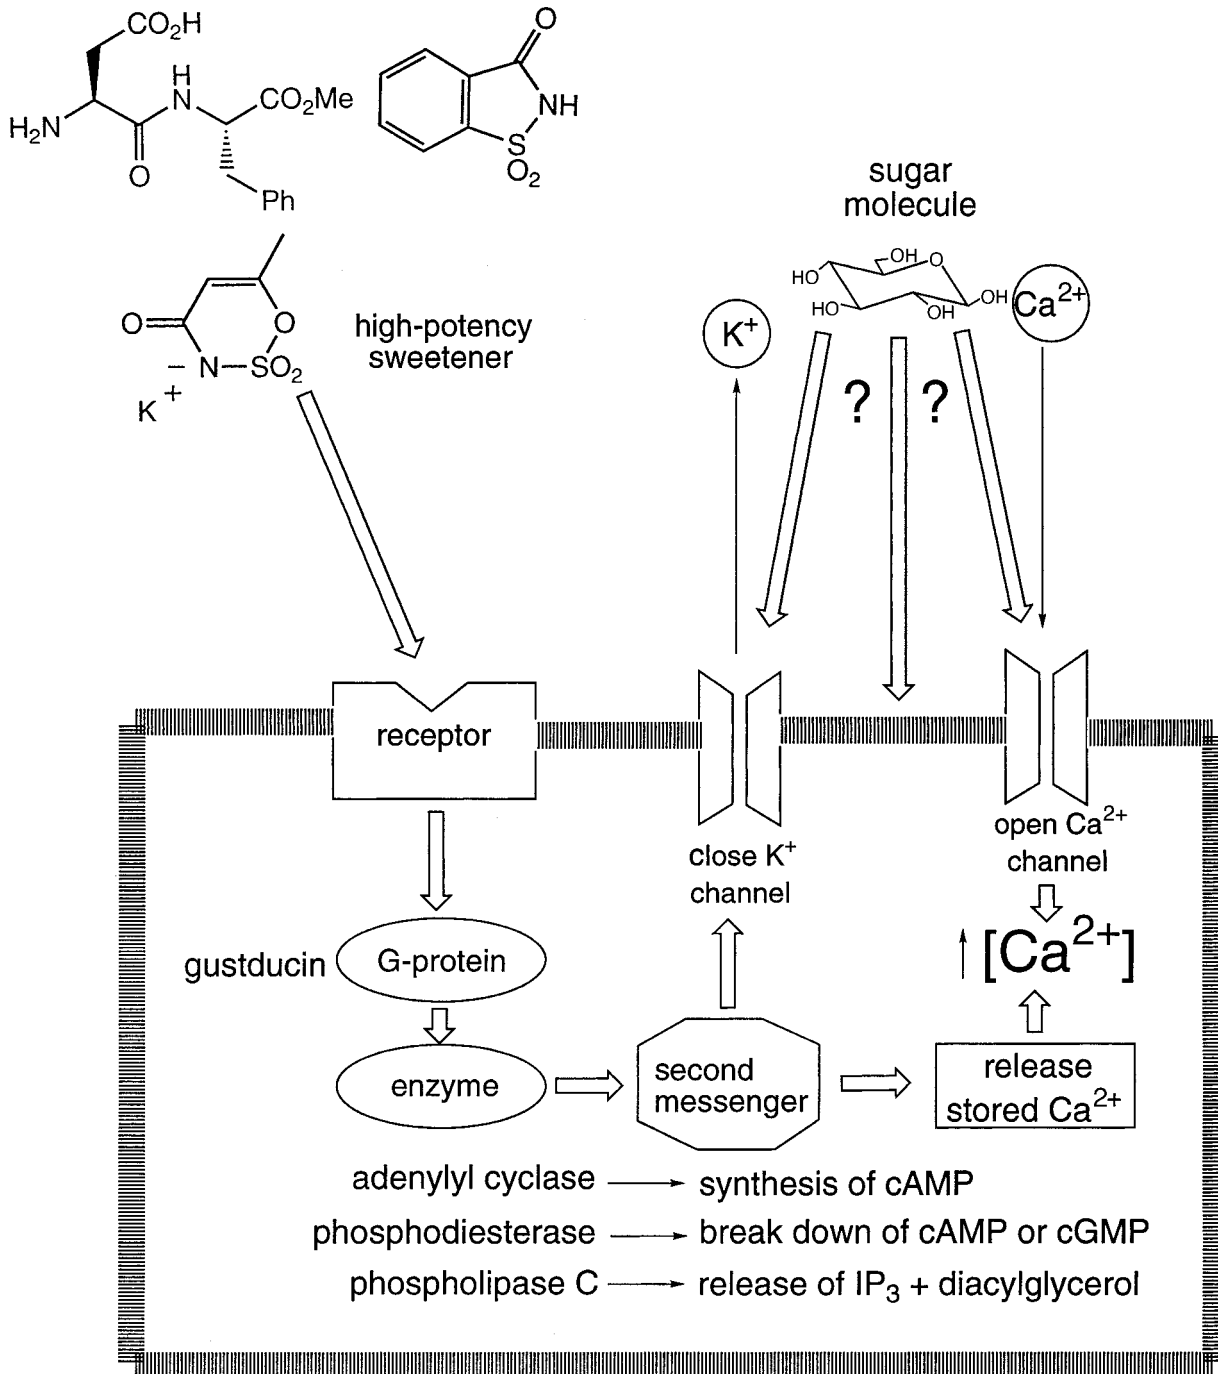 CO₂H
H
N
CO₂Me
H₂N
O
Ph
O
NH
S
O₂
O
O
N
−
SO₂
K
+
high-potency
sweetener
sugar
molecule
OH
O
HO
HO
OH
OH
K⁺
Ca²⁺
?
?
receptor
close K⁺
channel
open Ca²⁺
channel
gustducin
G-protein
[Ca²⁺]
enzyme
second
messenger
release
stored Ca²⁺
adenylyl cyclase
synthesis of cAMP
phosphodiesterase
break down of cAMP or cGMP
phospholipase C
release of IP₃ + diacylglycerol